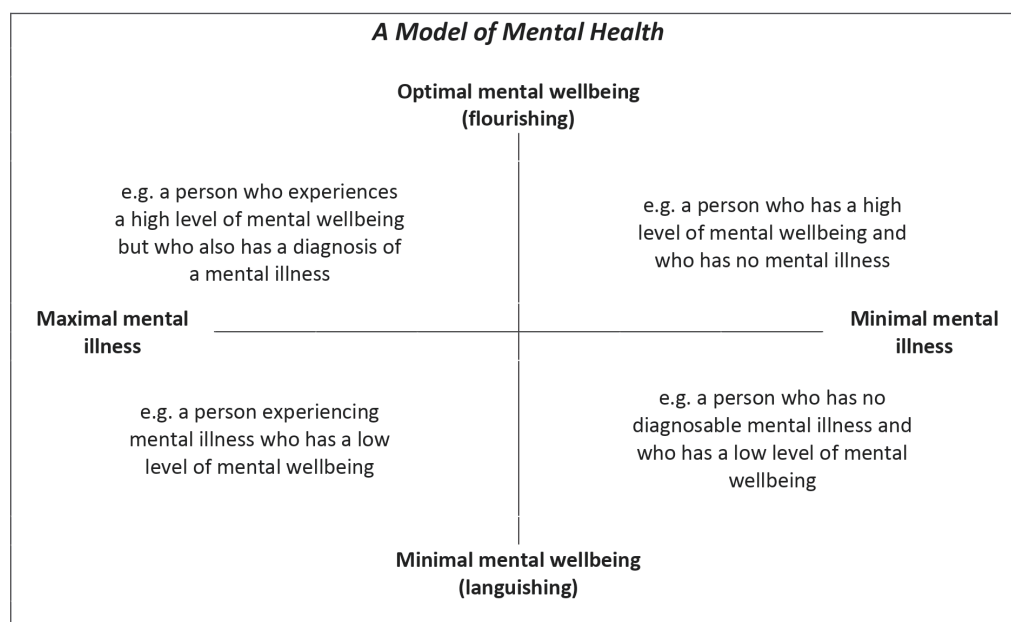 A Model of Mental Health
Optimal mental wellbeing
(flourishing)
e.g. a person who experiences
a high level of mental wellbeing
but who also has a diagnosis of
a mental illness
e.g. a person who has a high
level of mental wellbeing and
who has no mental illness
Maximal mental
illness
Minimal mental
illness
e.g. a person experiencing
mental illness who has a low
level of mental wellbeing
e.g. a person who has no
diagnosable mental illness and
who has a low level of mental
wellbeing
Minimal mental wellbeing
(languishing)